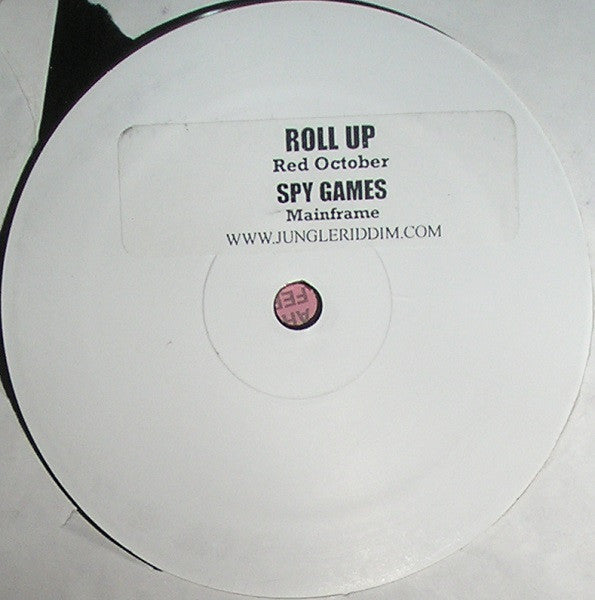 ROLL UP
Red October
SPY GAMES
Mainframe
WWW.JUNGLERIDDIM.COM